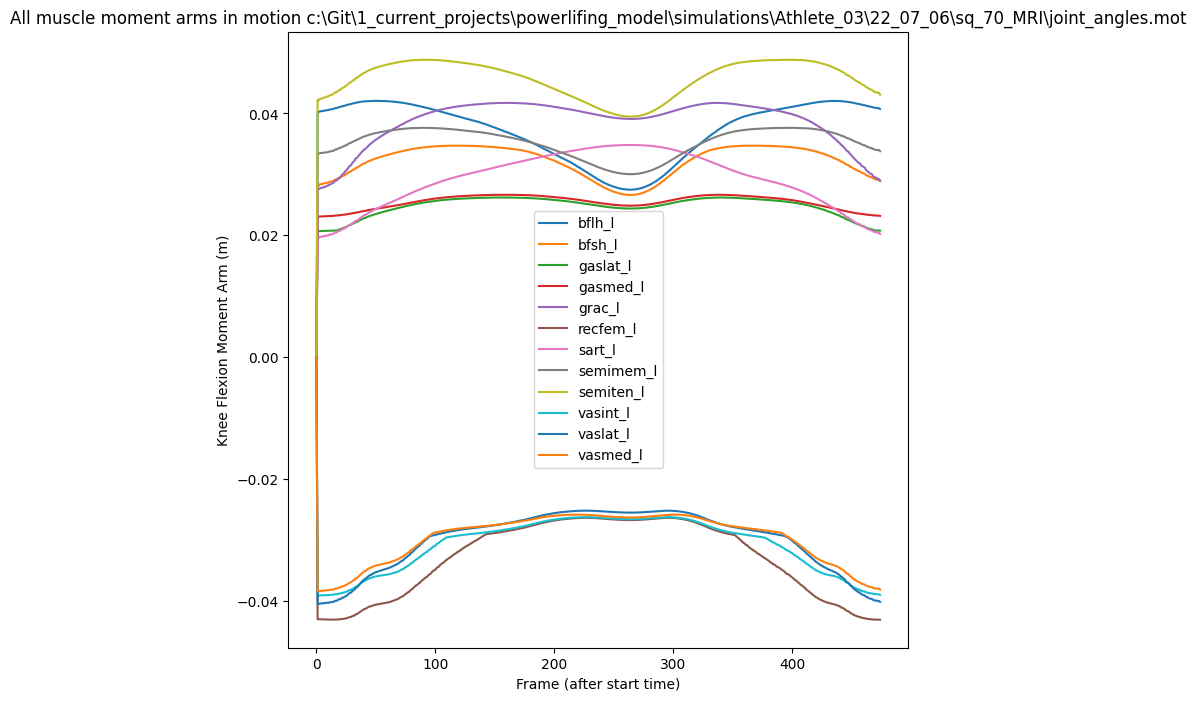 All muscle moment arms in motion c:\Git\1_current_projects\powerlifing_model\simulations\Athlete_03\22_07_06\sq_70_MRI\joint_angles.mot
Knee Flexion Moment Arm (m)
0.04
0.02
0.00
−0.02
−0.04
bflh_l
bfsh_l
gaslat_l
gasmed_l
grac_l
recfem_l
sart_l
semimem_l
semiten_l
vasint_l
vaslat_l
vasmed_l
0 100 200 300 400
Frame (after start time)